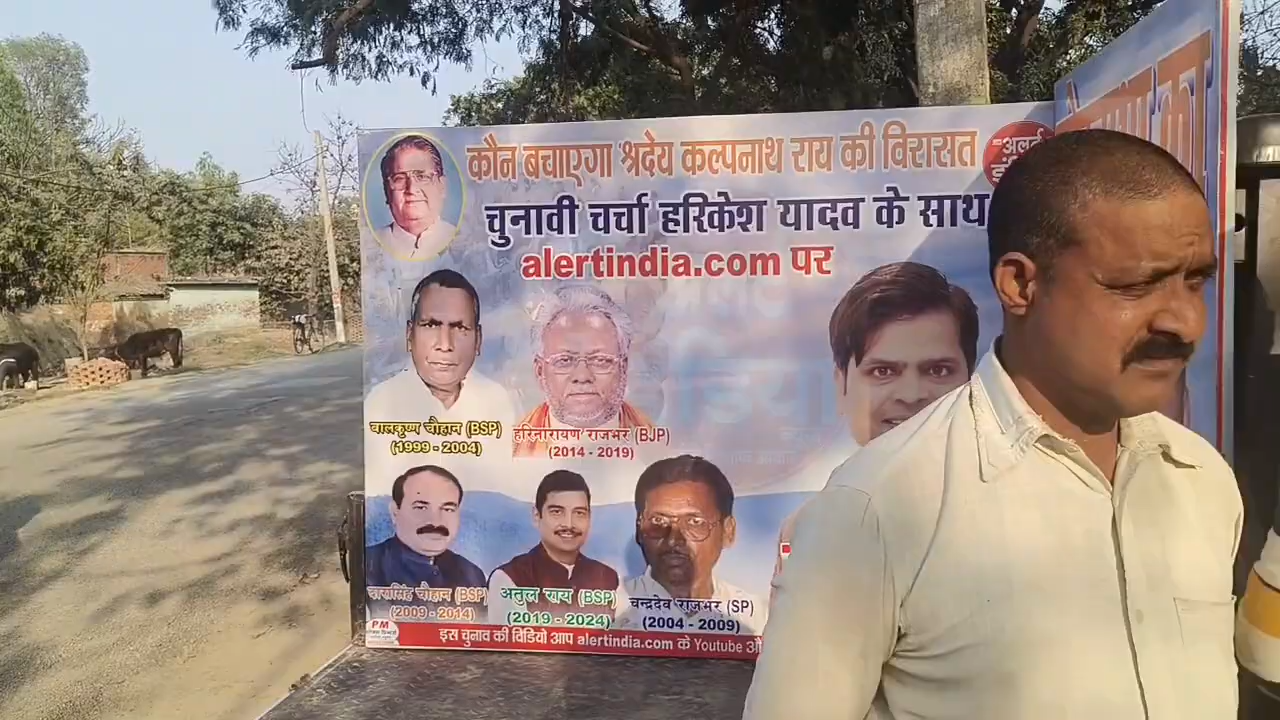 कौन बचाएगा श्रदेय कल्पनाथ राय की विरासत
अलर्ट
चुनावी चर्चा हरिकेश यादव के साथ
alertindia.com पर
बालकृष्ण चौहान (BSP)
(1999 - 2004)
हरिनारायण राजभर (BJP)
(2014 - 2019)
दारासिंह चौहान (BSP)
(2009 - 2014)
अतुल राय (BSP)
(2019 - 2024)
चन्द्रदेव राजभर (SP)
(2004 - 2009)
PM
इस चुनाव की विडियो आप alertindia.com के Youtube
का